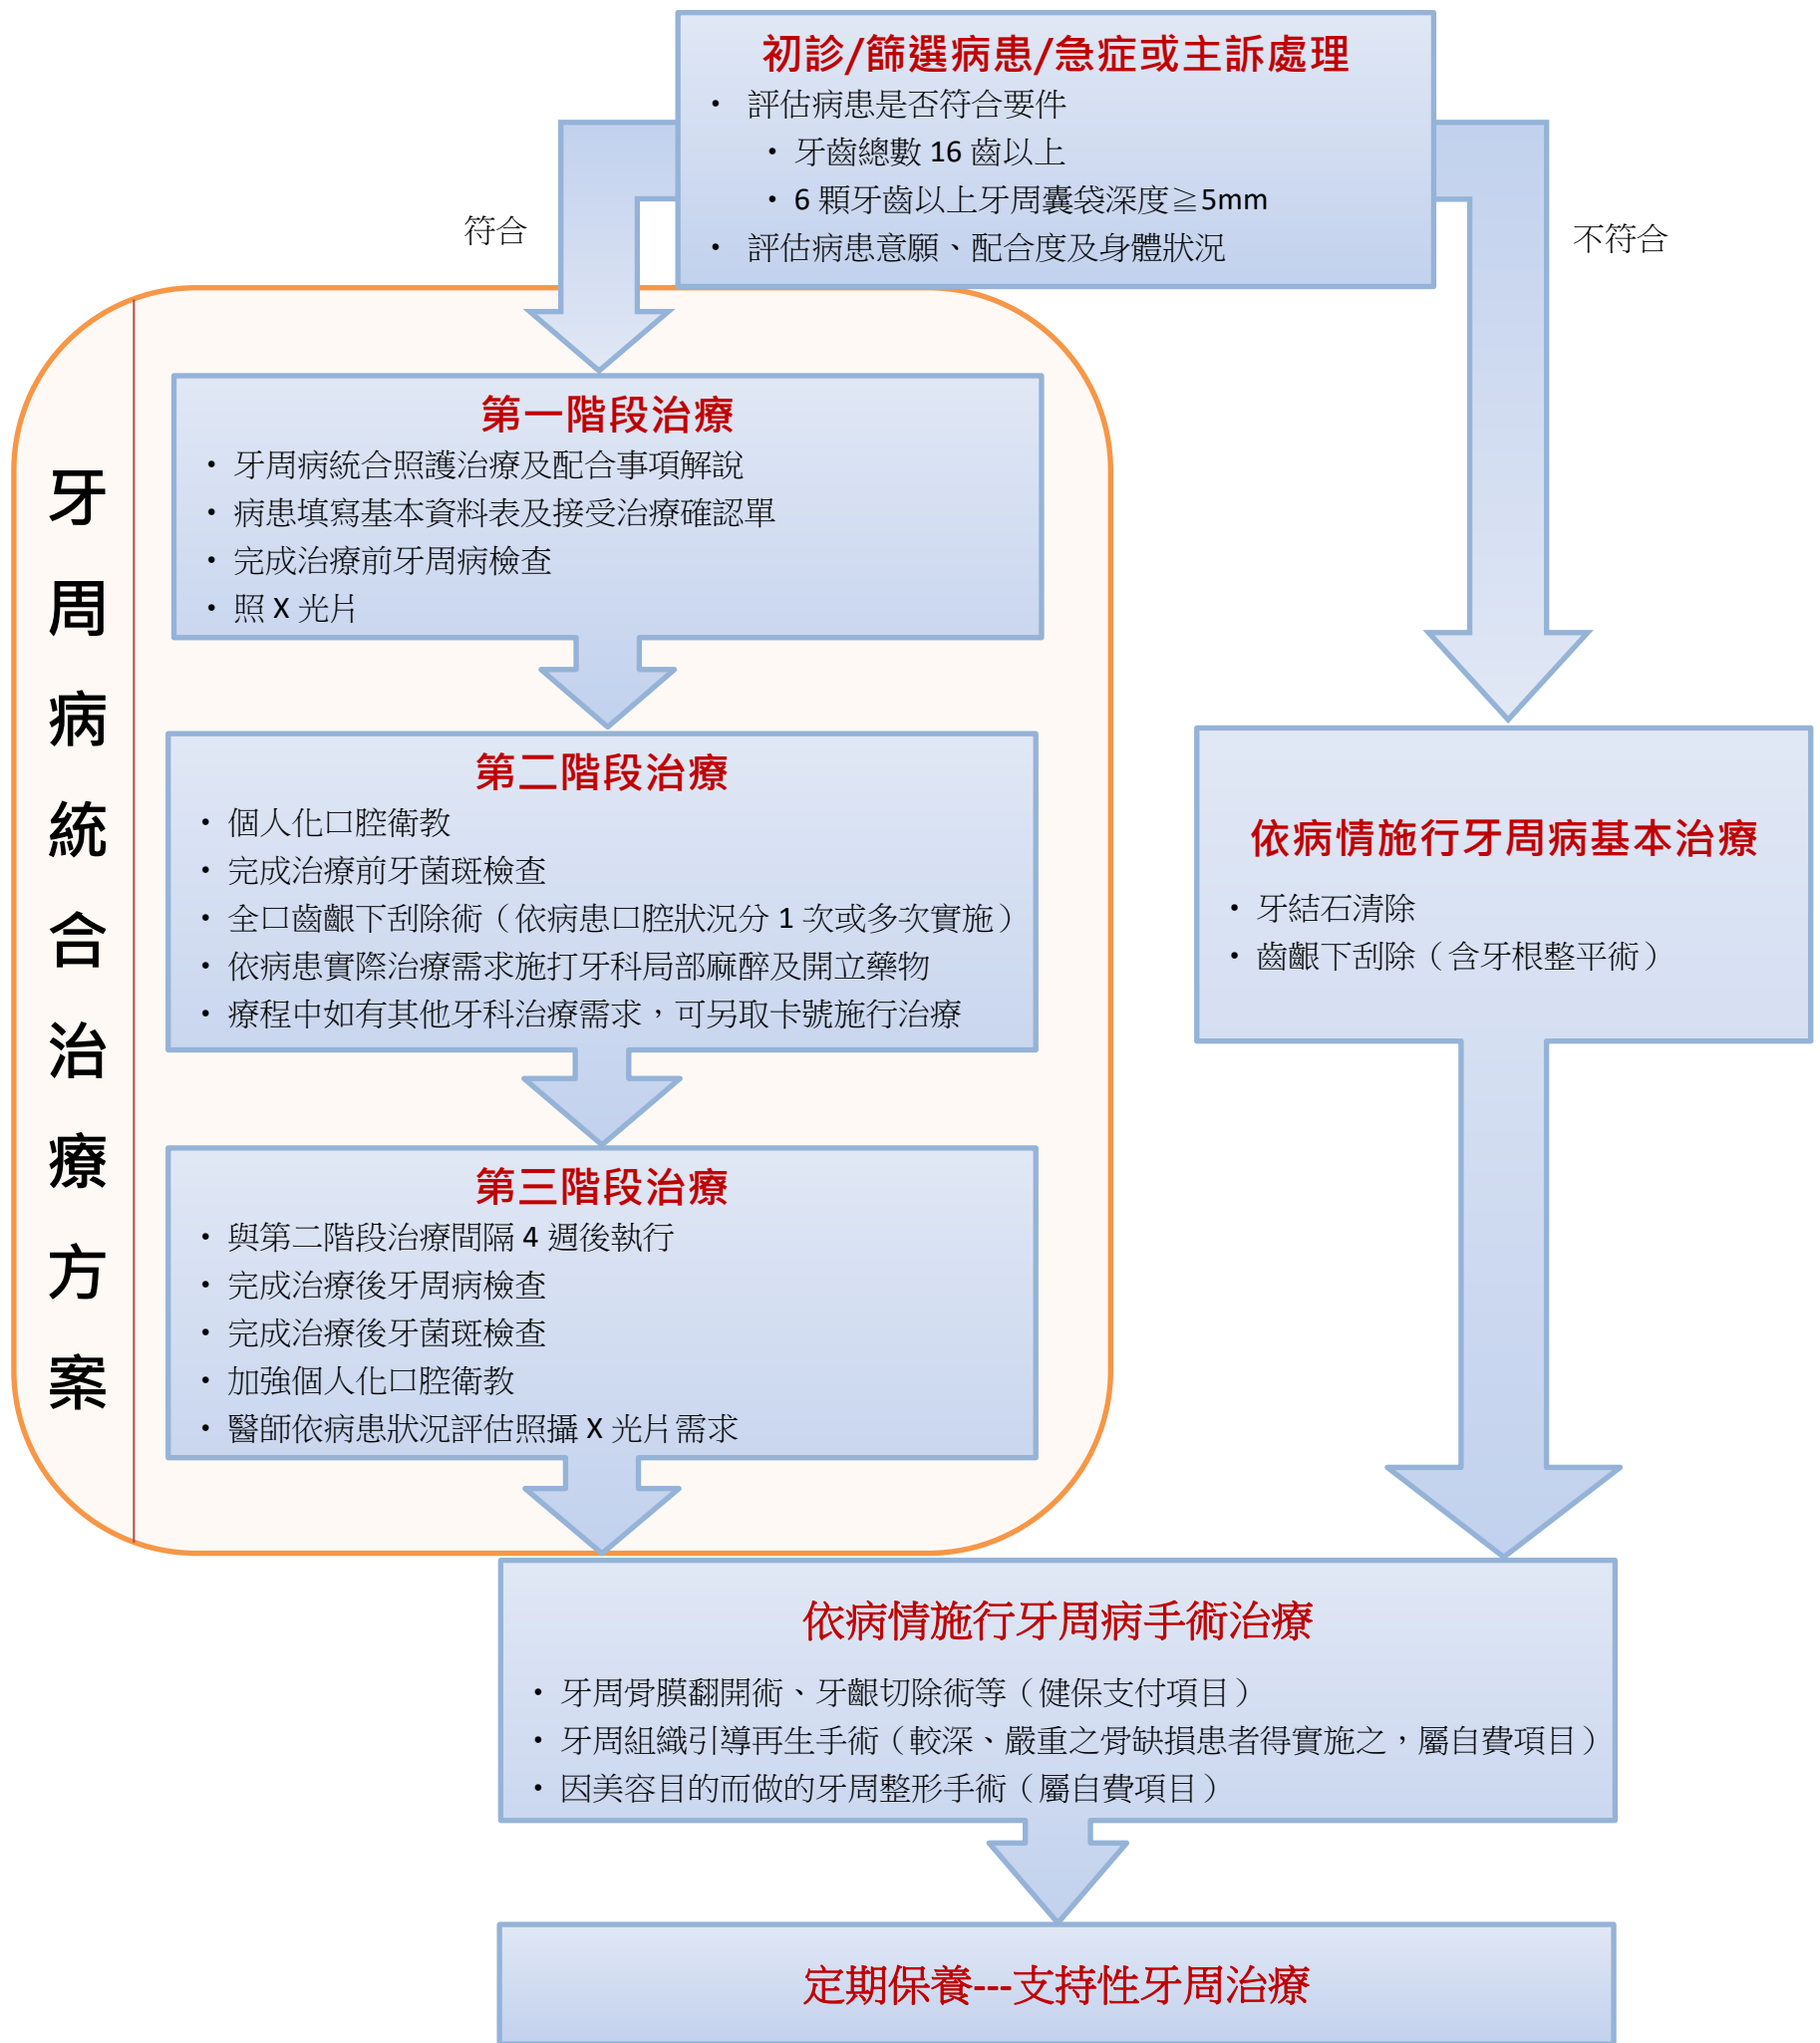 初診/篩選病患/急症或主訴處理
• 評估病患是否符合要件
• 牙齒總數 16 齒以上
• 6 顆牙齒以上牙周囊袋深度≧5mm
• 評估病患意願、配合度及身體狀況
符合
不符合
牙周病統合治療方案
第一階段治療
• 牙周病統合照護治療及配合事項解說
• 病患填寫基本資料表及接受治療確認單
• 完成治療前牙周病檢查
• 照 X 光片
第二階段治療
• 個人化口腔衛教
• 完成治療前牙菌斑檢查
• 全口齒齦下刮除術（依病患口腔狀況分 1 次或多次實施）
• 依病患實際治療需求施打牙科局部麻醉及開立藥物
• 療程中如有其他牙科治療需求，可另取卡號施行治療
第三階段治療
• 與第二階段治療間隔 4 週後執行
• 完成治療後牙周病檢查
• 完成治療後牙菌斑檢查
• 加強個人化口腔衛教
• 醫師依病患狀況評估照攝 X 光片需求
依病情施行牙周病基本治療
• 牙結石清除
• 齒齦下刮除（含牙根整平術）
依病情施行牙周病手術治療
• 牙周骨膜翻開術、牙齦切除術等（健保支付項目）
• 牙周組織引導再生手術（較深、嚴重之骨缺損患者得實施之，屬自費項目）
• 因美容目的而做的牙周整形手術（屬自費項目）
定期保養---支持性牙周治療